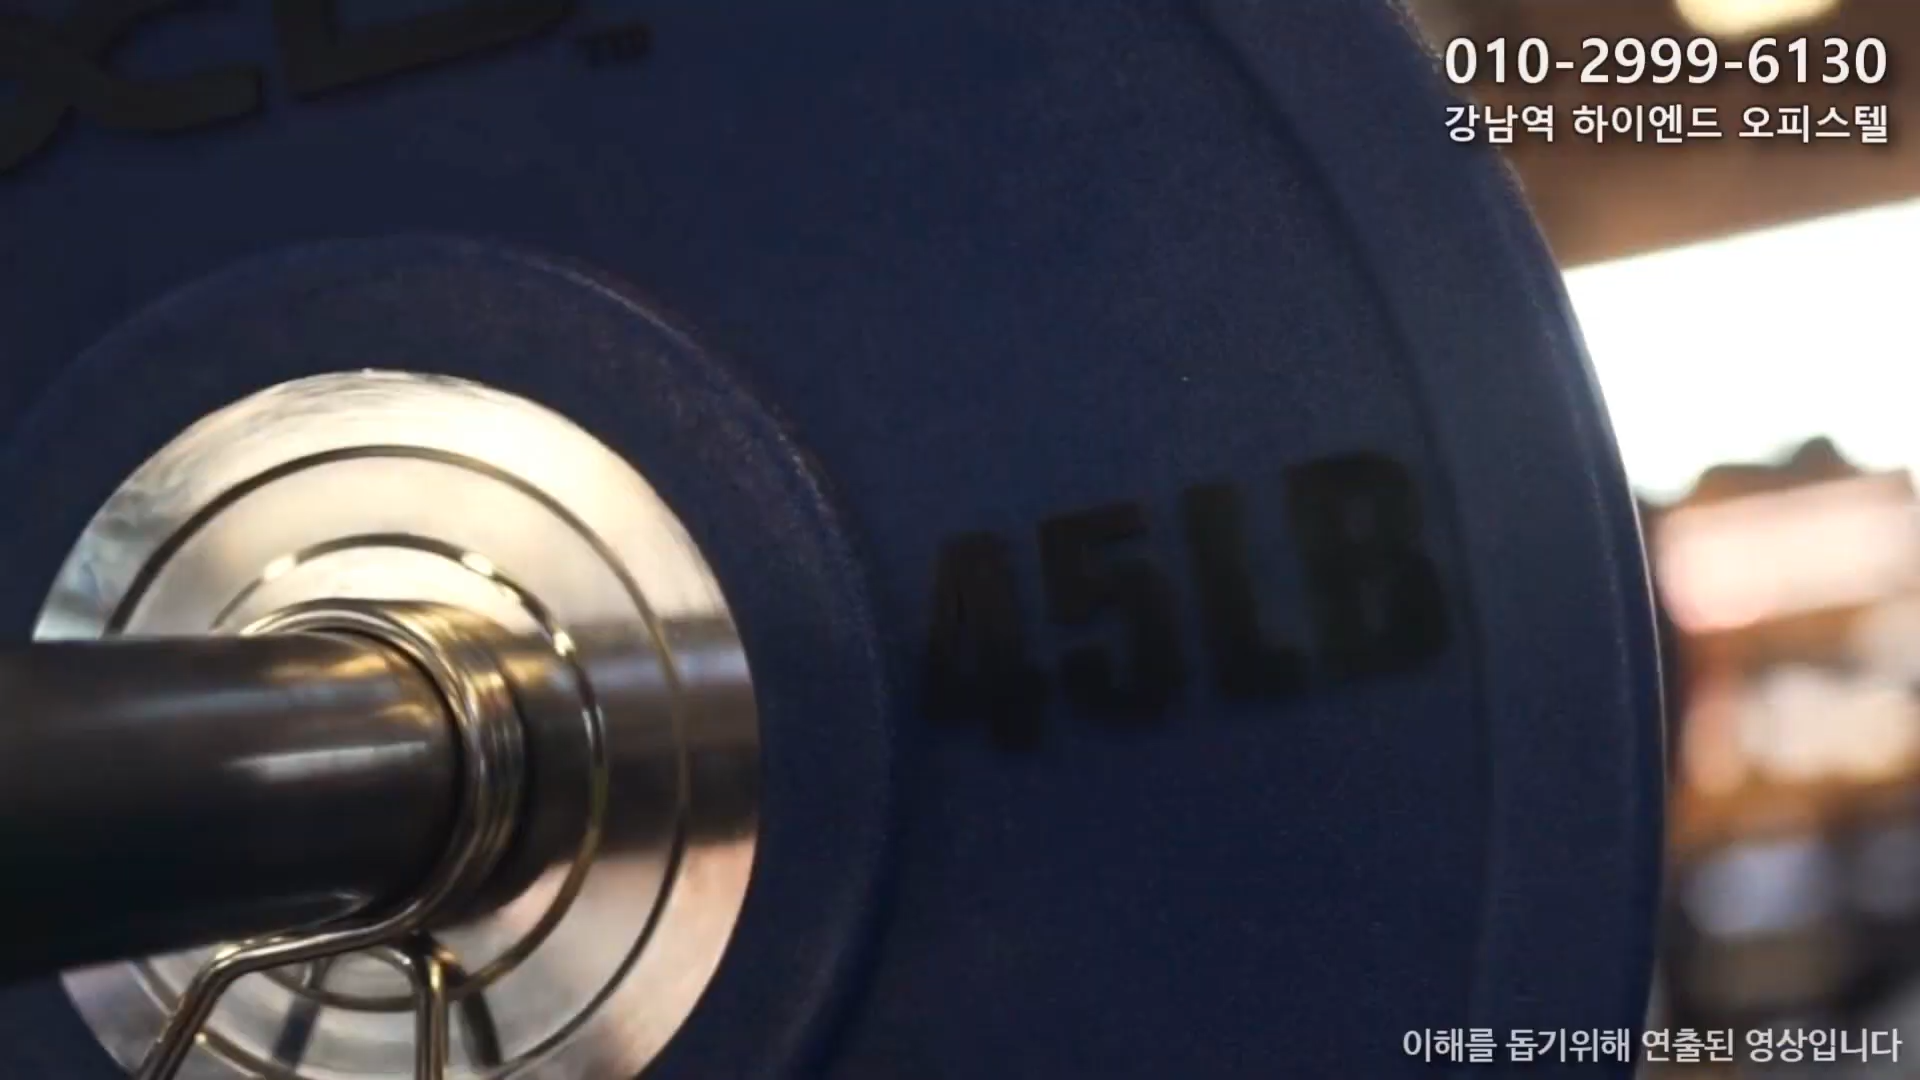 TM
010-2999-6130
강남역 하이엔드 오피스텔
45LB
이해를 돕기위해 연출된 영상입니다